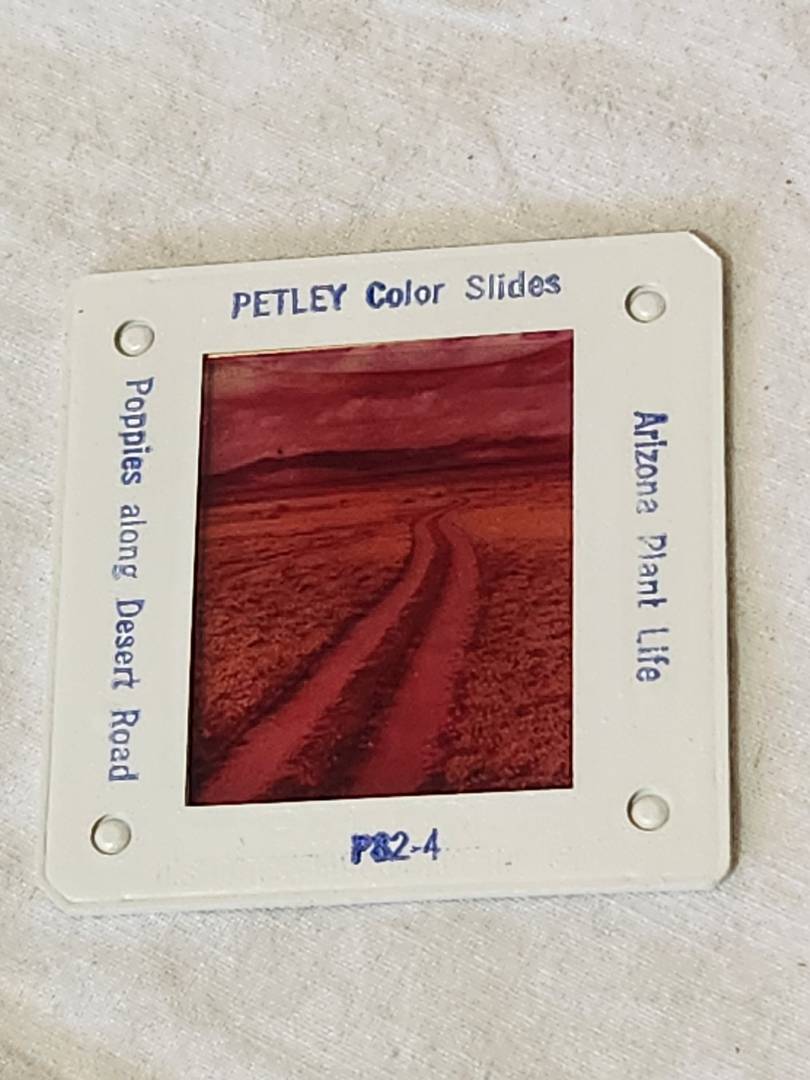 PETLEY Color Slides
Poppies along Desert Road
Arizona Plant Life
P82-4